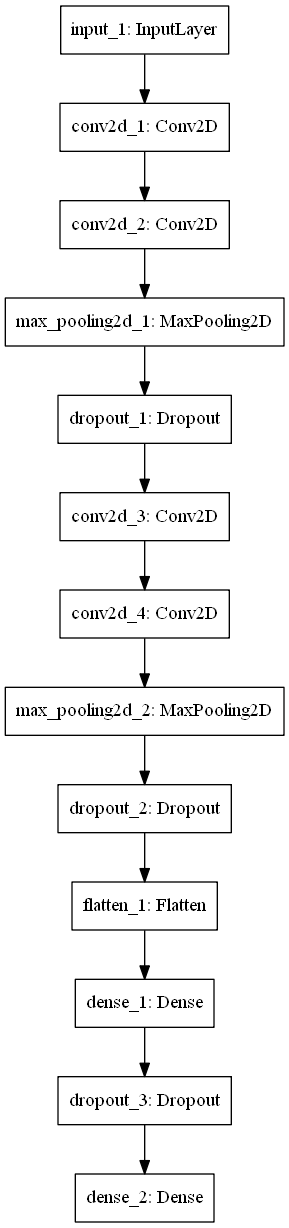 input_1: InputLayer
conv2d_1: Conv2D
conv2d_2: Conv2D
max_pooling2d_1: MaxPooling2D
dropout_1: Dropout
conv2d_3: Conv2D
conv2d_4: Conv2D
max_pooling2d_2: MaxPooling2D
dropout_2: Dropout
flatten_1: Flatten
dense_1: Dense
dropout_3: Dropout
dense_2: Dense